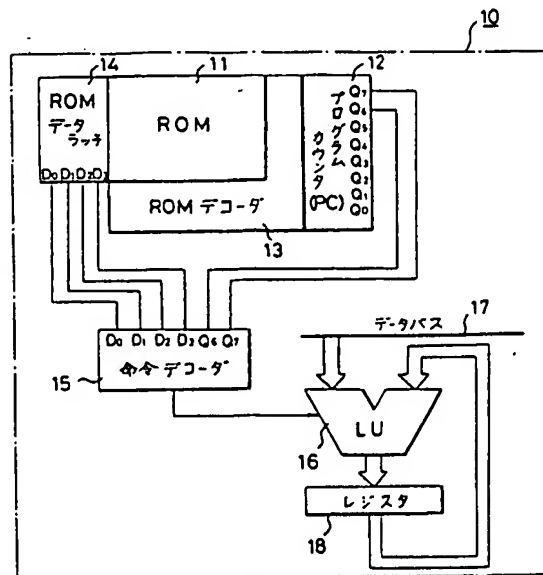 10
14
11
12
ROM
データ
ラッチ
D0 D1 D2 D3
ROM
プログラム
カウンタ
(PC)
Q7
Q6
Q5
Q4
Q3
Q2
Q1
Q0
ROM デコーダ
13
D0 D1 D2 D3 Q6 Q7
命令デコーダ
15
データバス
17
LU
16
レジスタ
18